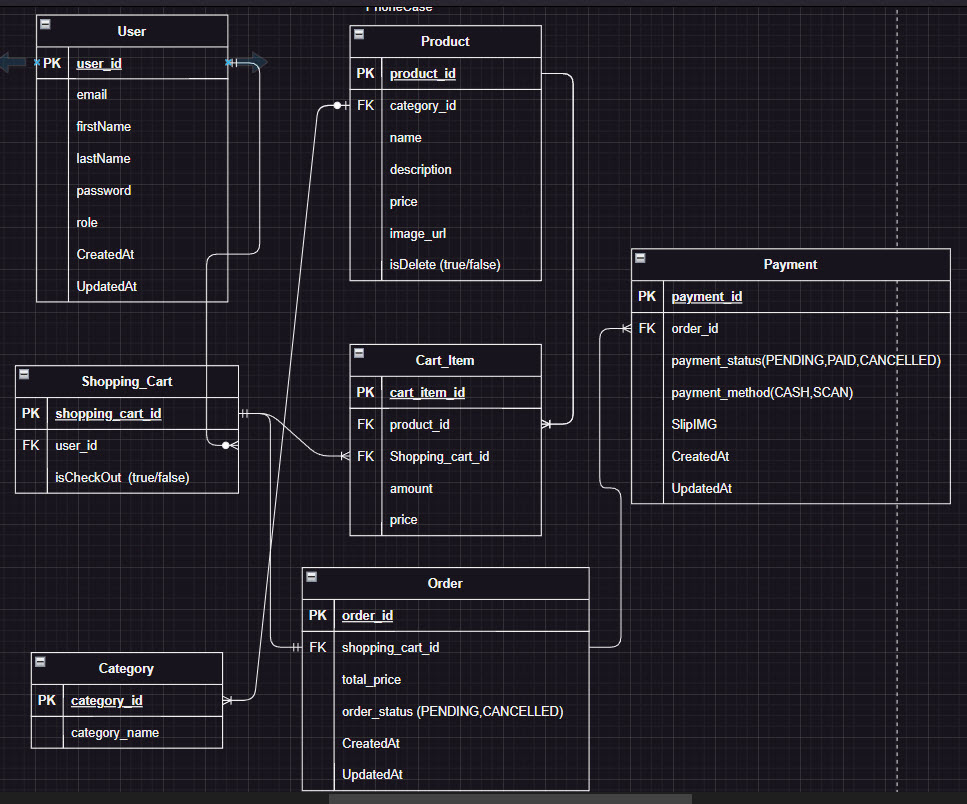 PhoneCase
User
PK user_id
email
firstName
lastName
password
role
CreatedAt
UpdatedAt
Product
PK product_id
FK category_id
name
description
price
image_url
isDelete (true/false)
Payment
PK payment_id
FK order_id
payment_status(PENDING,PAID,CANCELLED)
payment_method(CASH,SCAN)
SlipIMG
CreatedAt
UpdatedAt
Shopping_Cart
PK shopping_cart_id
FK user_id
isCheckOut (true/false)
Cart_Item
PK cart_item_id
FK product_id
FK Shopping_cart_id
amount
price
Order
PK order_id
FK shopping_cart_id
total_price
order_status (PENDING,CANCELLED)
CreatedAt
UpdatedAt
Category
PK category_id
category_name